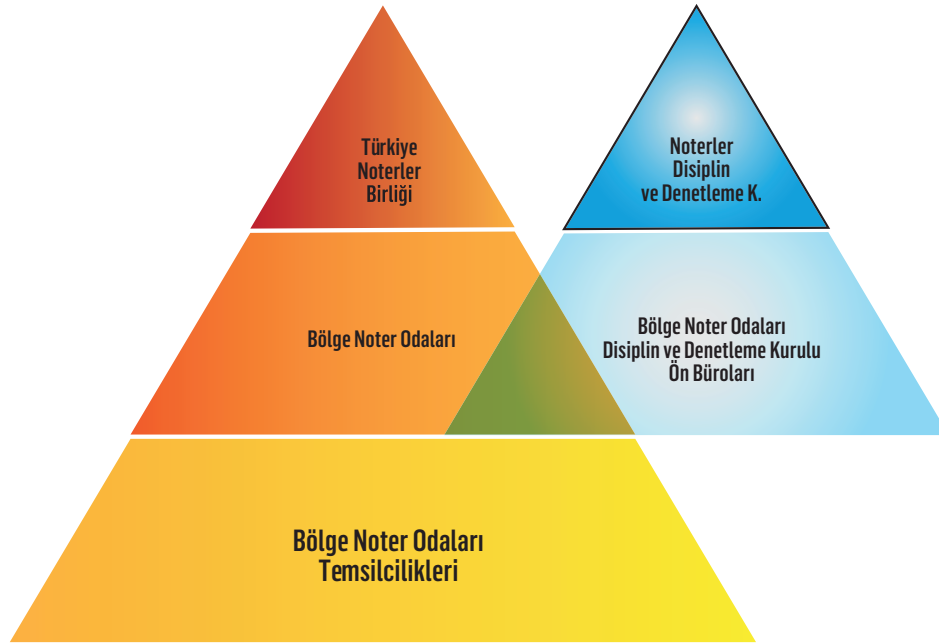 Türkiye
Noterler
Birliği
Noterler
Disiplin
ve Denetleme K.
Bölge Noter Odaları
Bölge Noter Odaları
Disiplin ve Denetleme Kurulu
Ön Büroları
Bölge Noter Odaları
Temsilcilikleri